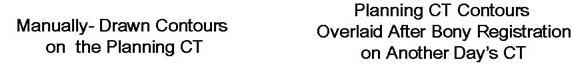 Manually- Drawn Contours
on the Planning CT
Planning CT Contours
Overlaid After Bony Registration
on Another Day's CT